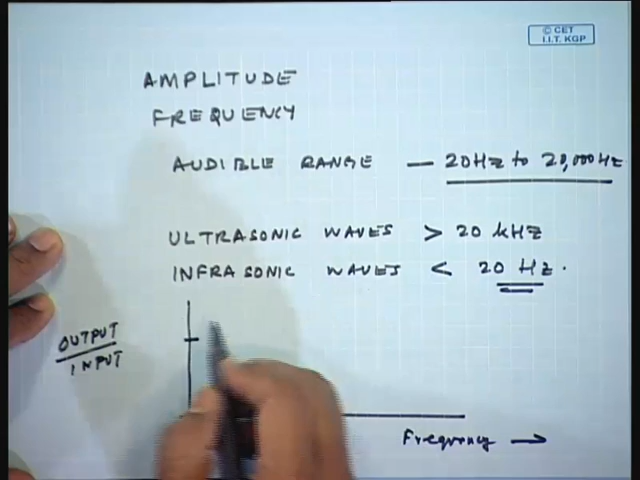 © CET
I.I.T. KGP
AMPLITUDE
FREQUENCY
AUDIBLE RANGE — 20Hz to 20,000Hz
ULTRASONIC WAVES > 20 kHz
INFRASONIC WAVES < 20 Hz.
OUTPUT
INPUT
Frequency →